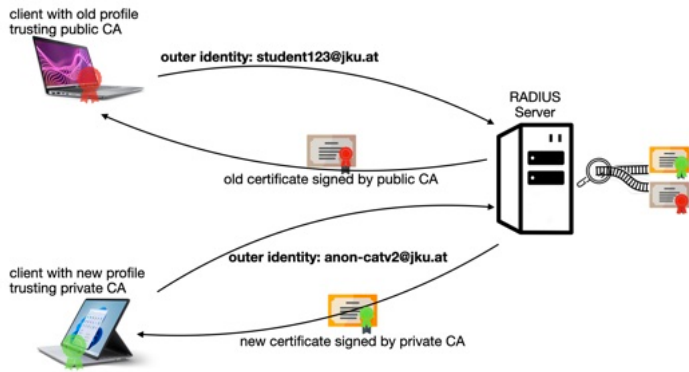 client with old profile
trusting public CA
outer identity: student123@jku.at
RADIUS
Server
old certificate signed by public CA
outer identity: anon-catv2@jku.at
client with new profile
trusting private CA
new certificate signed by private CA